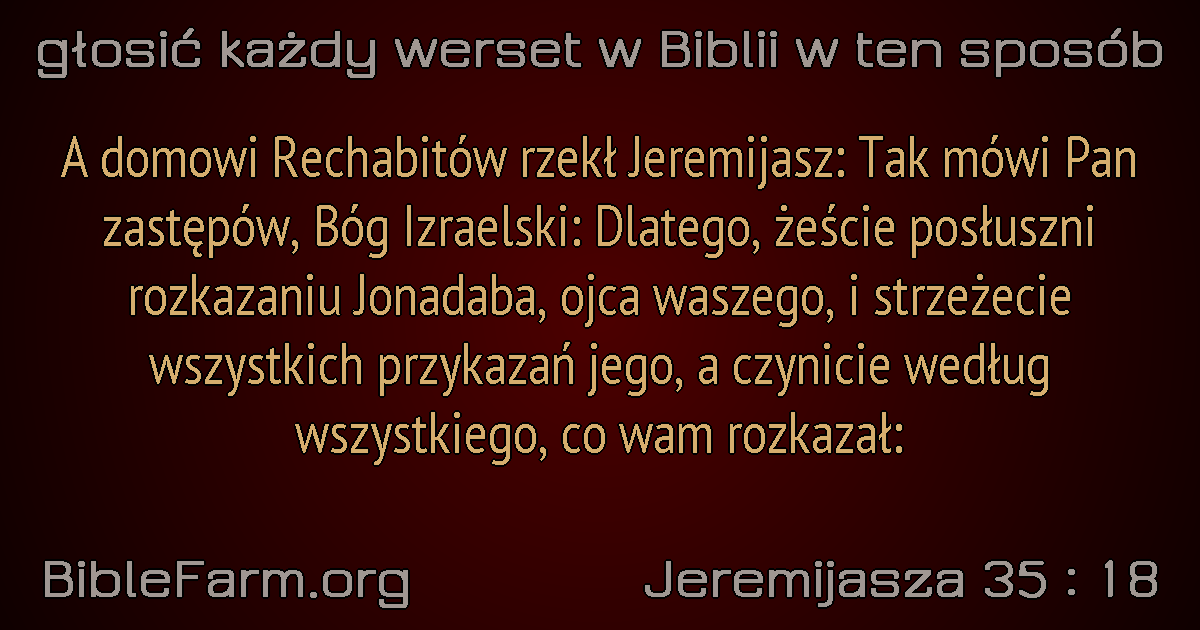 głosić każdy werset w Biblii w ten sposób
A domowi Rechabitów rzekł Jeremijasz: Tak mówi Pan
zastępów, Bóg Izraelski: Dlatego, żeście posłuszni
rozkazaniu Jonadaba, ojca waszego, i strzeżecie
wszystkich przykazań jego, a czynicie według
wszystkiego, co wam rozkazał:
BibleFarm.org
Jeremijasza 35 : 18